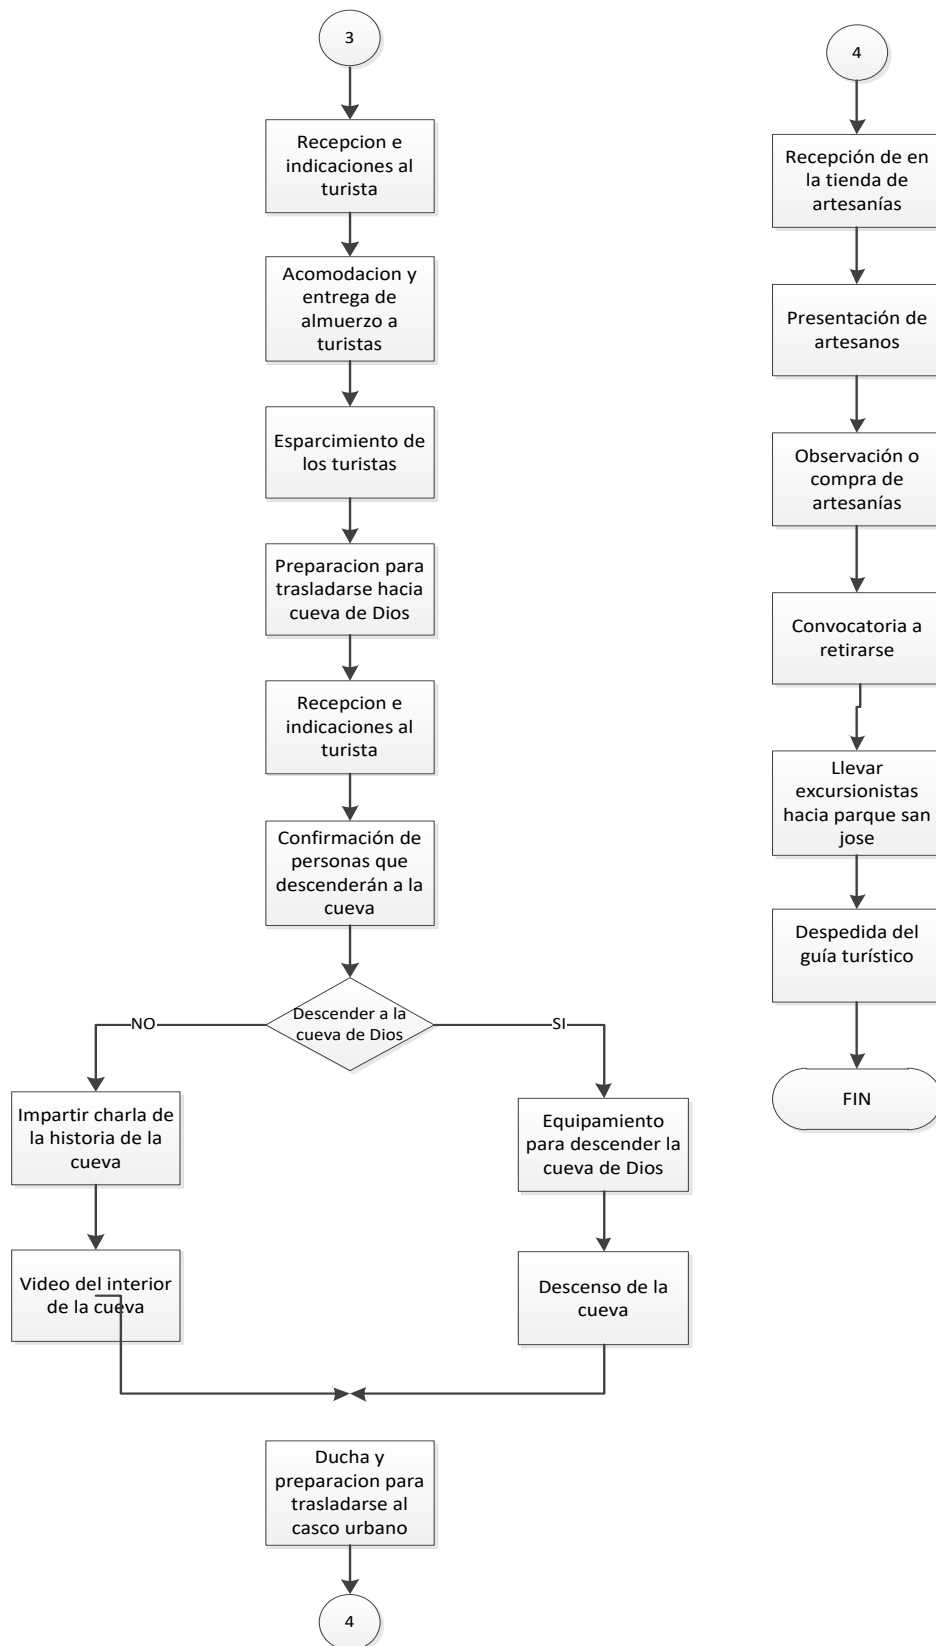 3
Recepcion e
indicaciones al
turista
Acomodacion y
entrega de
almuerzo a
turistas
Esparcimiento de
los turistas
Preparacion para
trasladarse hacia
cueva de Dios
Recepcion e
indicaciones al
turista
Confirmación de
personas que
descenderán a la
cueva
Descender a la
cueva de Dios
NO
SI
Impartir charla de
la historia de la
cueva
Video del interior
de la cueva
Equipamiento
para descender la
cueva de Dios
Descenso de la
cueva
Ducha y
preparacion para
trasladarse al
casco urbano
4
4
Recepción de en
la tienda de
artesanías
Presentación de
artesanos
Observación o
compra de
artesanías
Convocatoria a
retirarse
Llevar
excursionistas
hacia parque san
jose
Despedida del
guía turístico
FIN